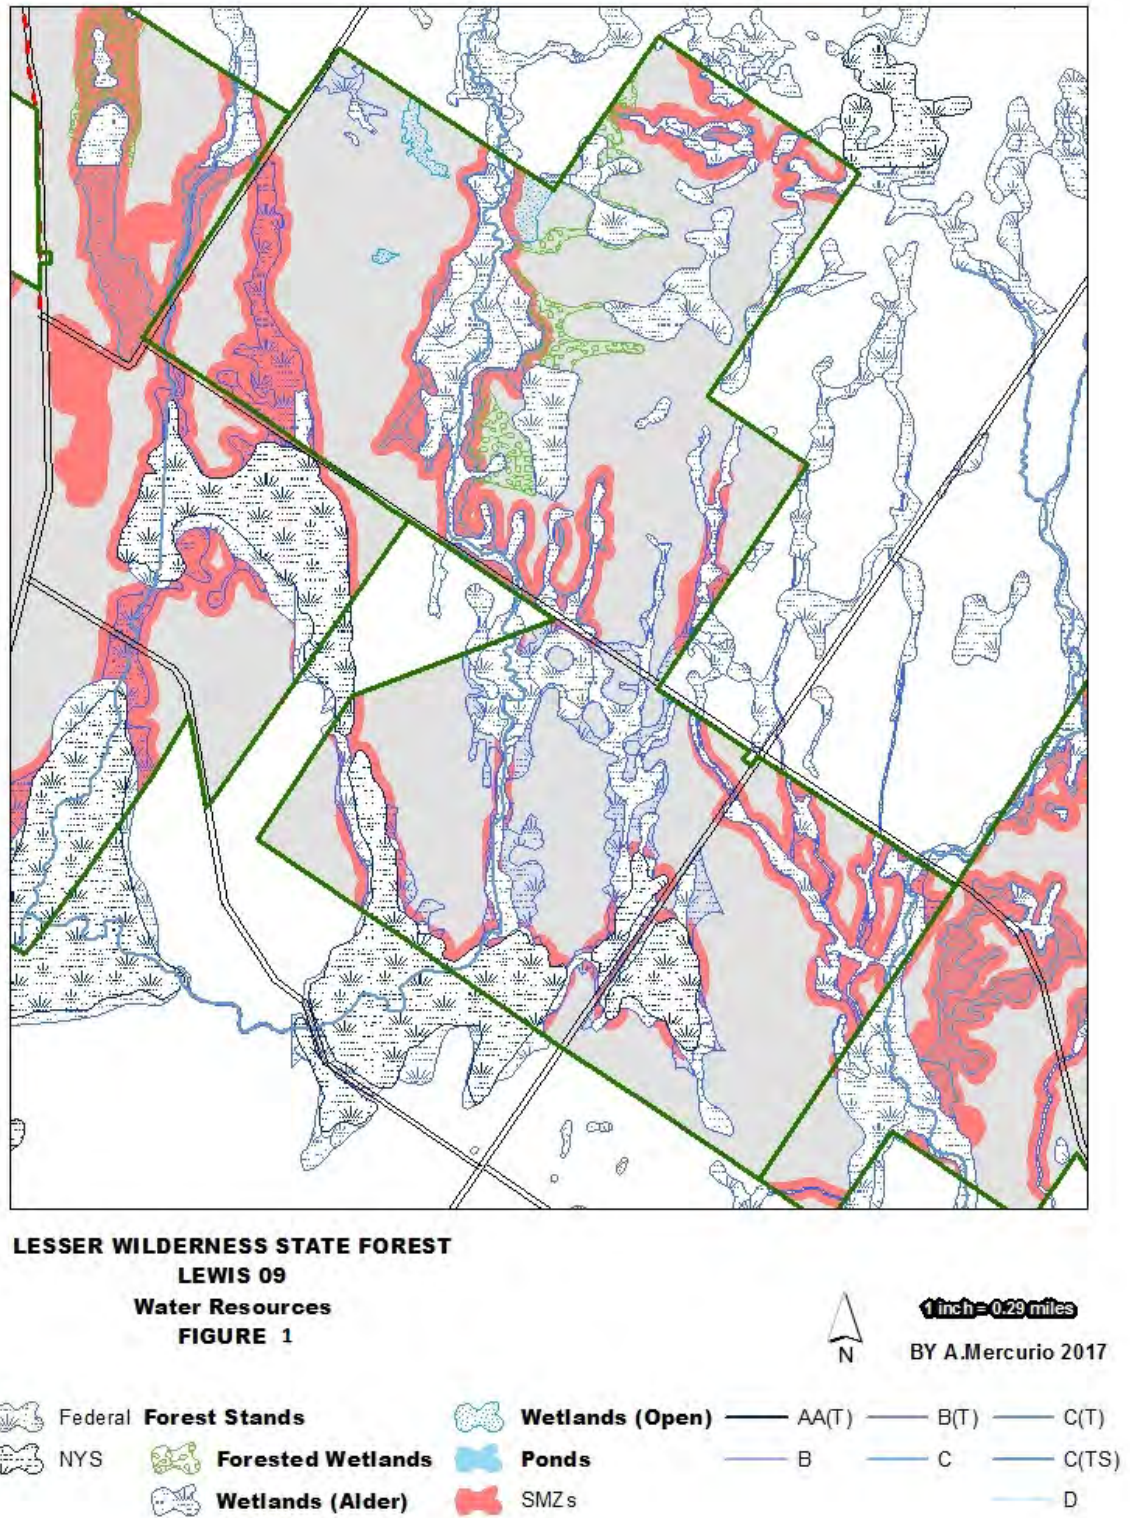 LESSER WILDERNESS STATE FOREST
LEWIS 09
Water Resources
FIGURE 1
N
1 inch = 0.29 miles
BY A.Mercurio 2017
Federal Forest Stands Wetlands (Open) AA(T) B(T) C(T)
NYS Forested Wetlands Ponds B C C(TS)
Wetlands (Alder) SMZs D